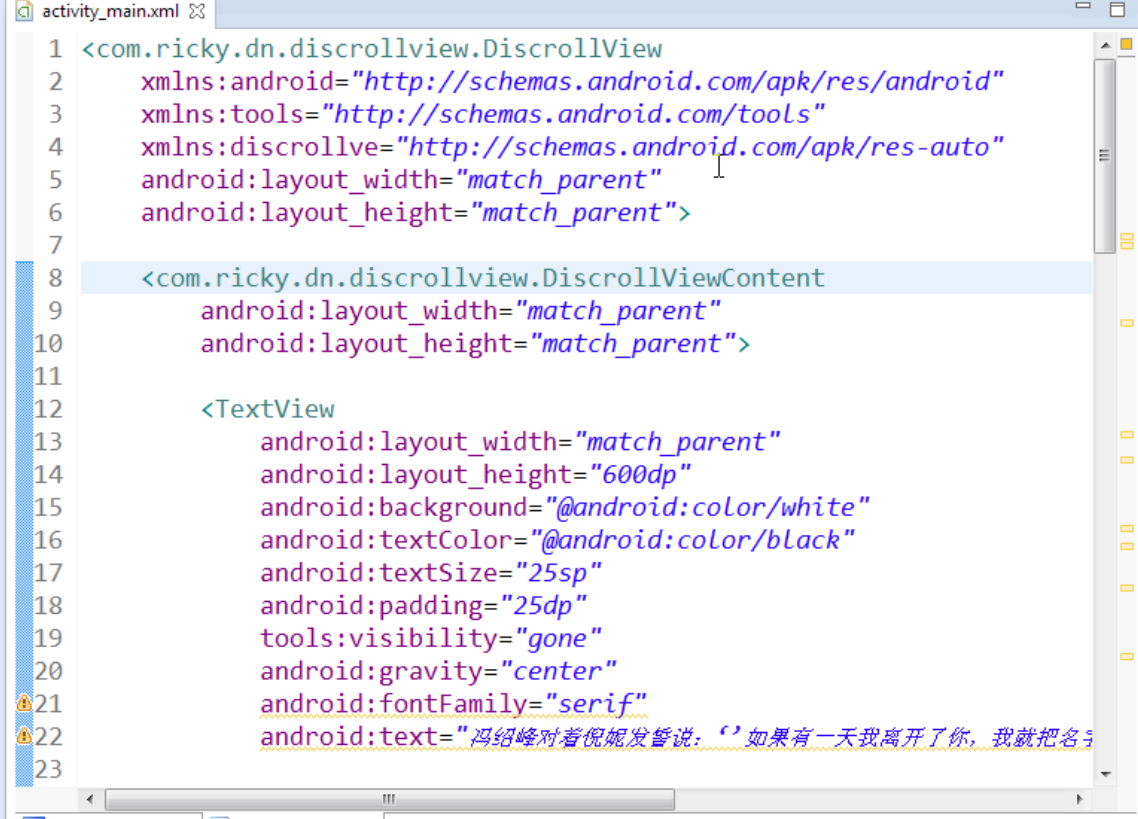 activity_main.xml
1 <com.ricky.dn.discrollview.DiscrollView
2 xmlns:android="http://schemas.android.com/apk/res/android"
3 xmlns:tools="http://schemas.android.com/tools"
4 xmlns:discrollve="http://schemas.android.com/apk/res-auto"
5 android:layout_width="match_parent"
6 android:layout_height="match_parent">
7
8 <com.ricky.dn.discrollview.DiscrollViewContent
9 android:layout_width="match_parent"
10 android:layout_height="match_parent">
11
12 <TextView
13 android:layout_width="match_parent"
14 android:layout_height="600dp"
15 android:background="@android:color/white"
16 android:textColor="@android:color/black"
17 android:textSize="25sp"
18 android:padding="25dp"
19 tools:visibility="gone"
20 android:gravity="center"
21 android:fontFamily="serif"
22 android:text="冯绍峰对着倪妮发誓说：‘’如果有一天我离开了你，我就把名字
23